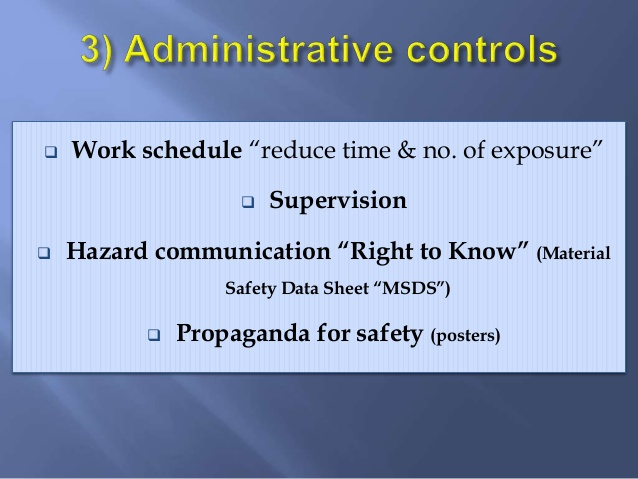 3) Administrative controls
❑ Work schedule “reduce time & no. of exposure”
❑ Supervision
❑ Hazard communication “Right to Know” (Material
Safety Data Sheet “MSDS”)
❑ Propaganda for safety (posters)